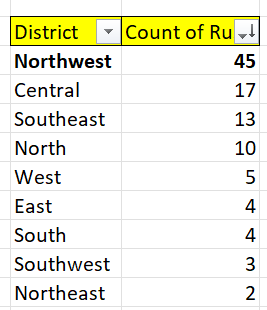 District Count of Ru
Northwest 45
Central 17
Southeast 13
North 10
West 5
East 4
South 4
Southwest 3
Northeast 2